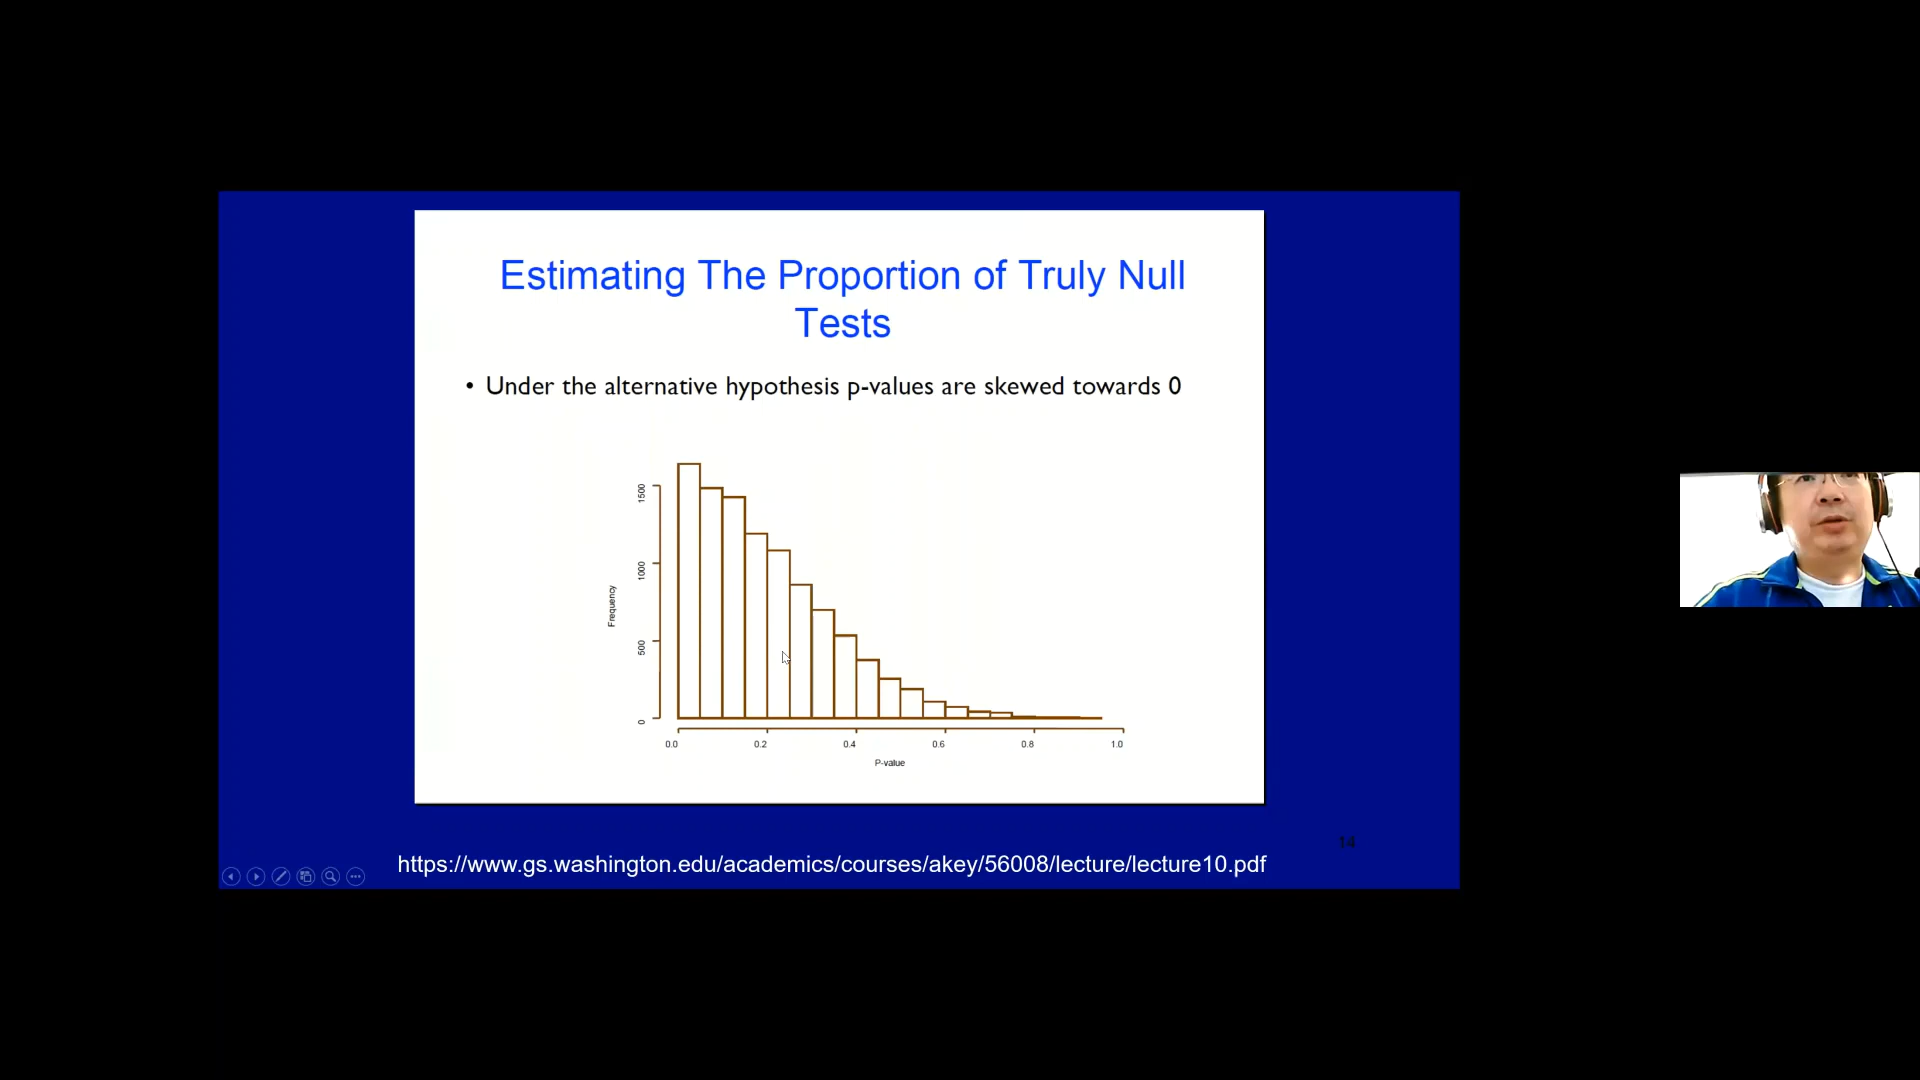 Estimating The Proportion of Truly Null
Tests
• Under the alternative hypothesis p-values are skewed towards 0
1500
1000
500
0
Frequency
0.0 0.2 0.4 0.6 0.8 1.0
P-value
14
https://www.gs.washington.edu/academics/courses/akey/56008/lecture/lecture10.pdf